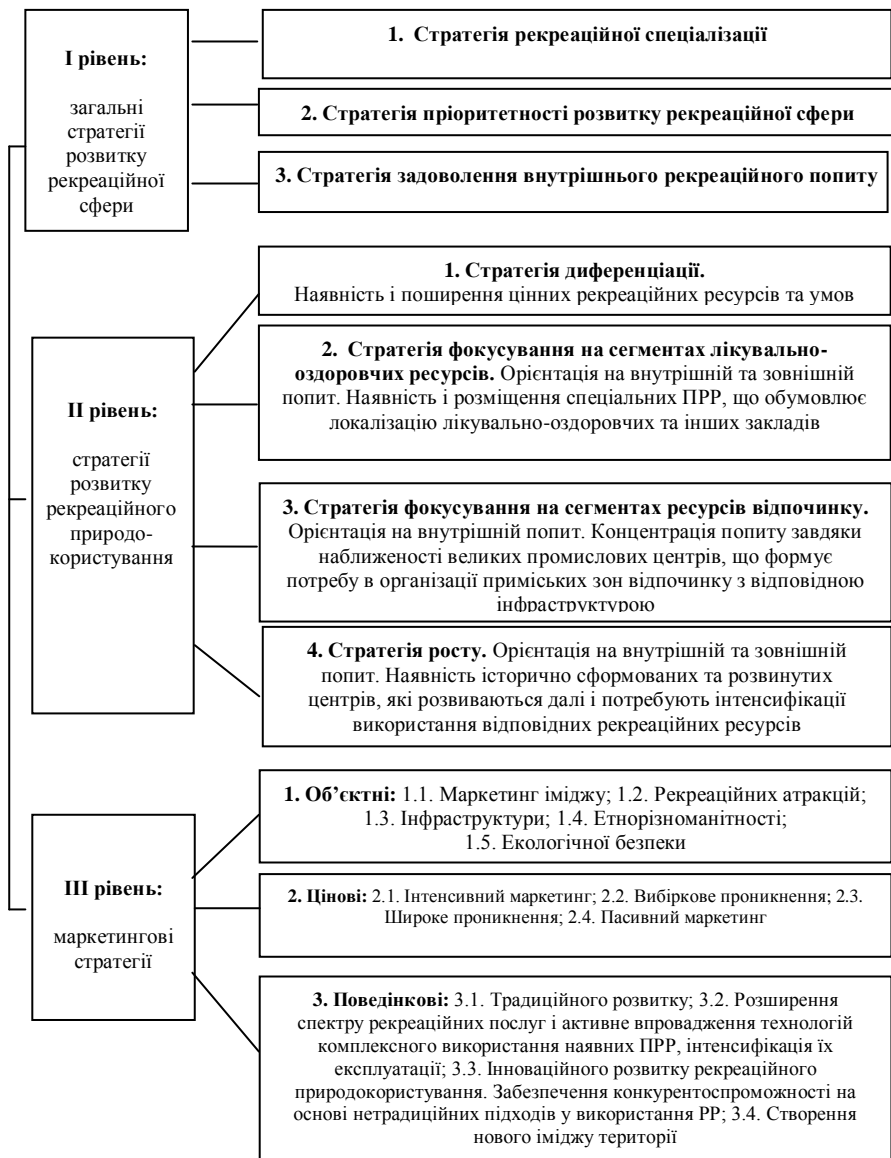 І рівень:
загальні
стратегії
розвитку
рекреаційної
сфери
1. Стратегія рекреаційної спеціалізації
2. Стратегія пріоритетності розвитку рекреаційної сфери
3. Стратегія задоволення внутрішнього рекреаційного попиту
ІІ рівень:
стратегії
розвитку
рекреаційного
природо-
користування
1. Стратегія диференціації.
Наявність і поширення цінних рекреаційних ресурсів та умов
2. Стратегія фокусування на сегментах лікувально-
оздоровчих ресурсів. Орієнтація на внутрішній та зовнішній
попит. Наявність і розміщення спеціальних ПРР, що обумовлює
локалізацію лікувально-оздоровчих та інших закладів
3. Стратегія фокусування на сегментах ресурсів відпочинку.
Орієнтація на внутрішній попит. Концентрація попиту завдяки
наближеності великих промислових центрів, що формує
потребу в організації приміських зон відпочинку з відповідною
інфраструктурою
4. Стратегія росту. Орієнтація на внутрішній та зовнішній
попит. Наявність історично сформованих та розвинутих
центрів, які розвиваються далі і потребують інтенсифікації
використання відповідних рекреаційних ресурсів
ІІІ рівень:
маркетингові
стратегії
1. Об’єктні: 1.1. Маркетинг іміджу; 1.2. Рекреаційних атракцій;
1.3. Інфраструктури; 1.4. Етнорізноманітності;
1.5. Екологічної безпеки
2. Цінові: 2.1. Інтенсивний маркетинг; 2.2. Вибіркове проникнення; 2.3.
Широке проникнення; 2.4. Пасивний маркетинг
3. Поведінкові: 3.1. Традиційного розвитку; 3.2. Розширення
спектру рекреаційних послуг і активне впровадження технологій
комплексного використання наявних ПРР, інтенсифікація їх
експлуатації; 3.3. Інноваційного розвитку рекреаційного
природокористування. Забезпечення конкурентоспроможності на
основі нетрадиційних підходів у використання РР; 3.4. Створення
нового іміджу території